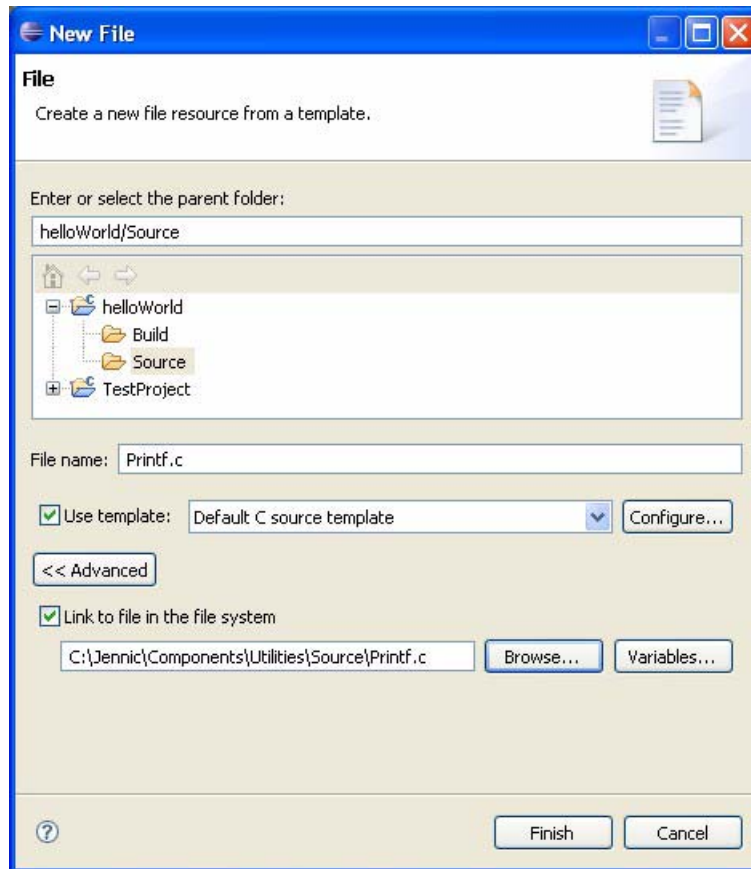 New File
File
Create a new file resource from a template.
Enter or select the parent folder:
helloWorld/Source
helloWorld
Build
Source
TestProject
File name: Printf.c
Use template: Default C source template Configure...
<< Advanced
Link to file in the file system
C:\Jennic\Components\Utilities\Source\Printf.c Browse... Variables...
? Finish Cancel